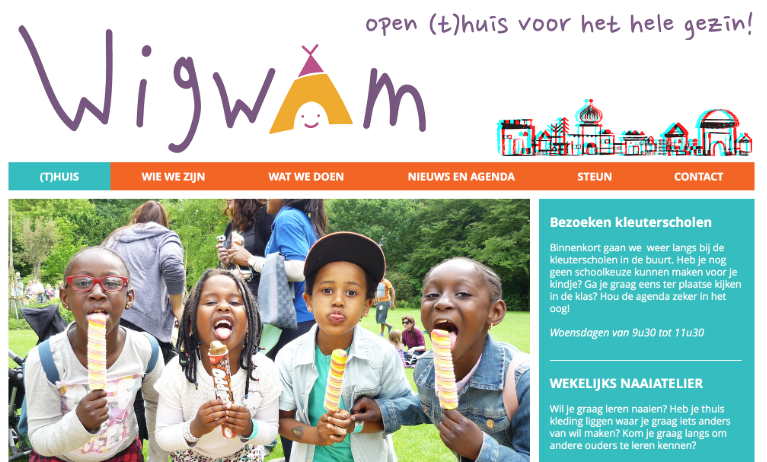 open (t)huis voor het hele gezin!
Wigwam
(T)HUIS
WIE WE ZIJN
WAT WE DOEN
NIEUWS EN AGENDA
STEUN
CONTACT
Bezoeken kleuterscholen
Binnenkort gaan we weer langs bij de
kleuterscholen in de buurt. Heb je nog
geen schoolkeuze kunnen maken voor je
kindje? Ga je graag eens ter plaatse kijken
in de klas? Hou de agenda zeker in het
oog!
Woensdagen van 9u30 tot 11u30
WEKELIJKS NAAIATELIER
Wil je graag leren naaien? Heb je thuis
kleding liggen waar je graag iets anders
van wil maken? Kom je graag langs om
andere ouders te leren kennen?